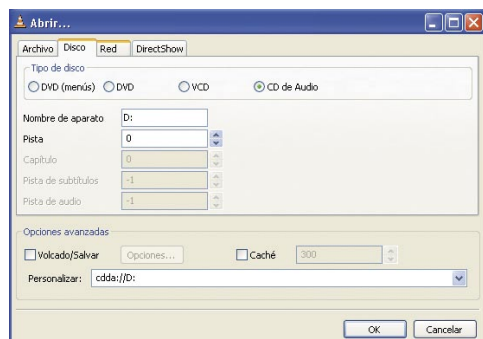 Abrir...
Archivo Disco Red DirectShow
Tipo de disco
DVD (menús) DVD VCD CD de Audio
Nombre de aparato D:
Pista 0
Capítulo 0
Pista de subtítulos -1
Pista de audio -1
Opciones avanzadas
Volcado/Salvar Opciones... Caché 300
Personalizar: cdda://D:
OK Cancelar